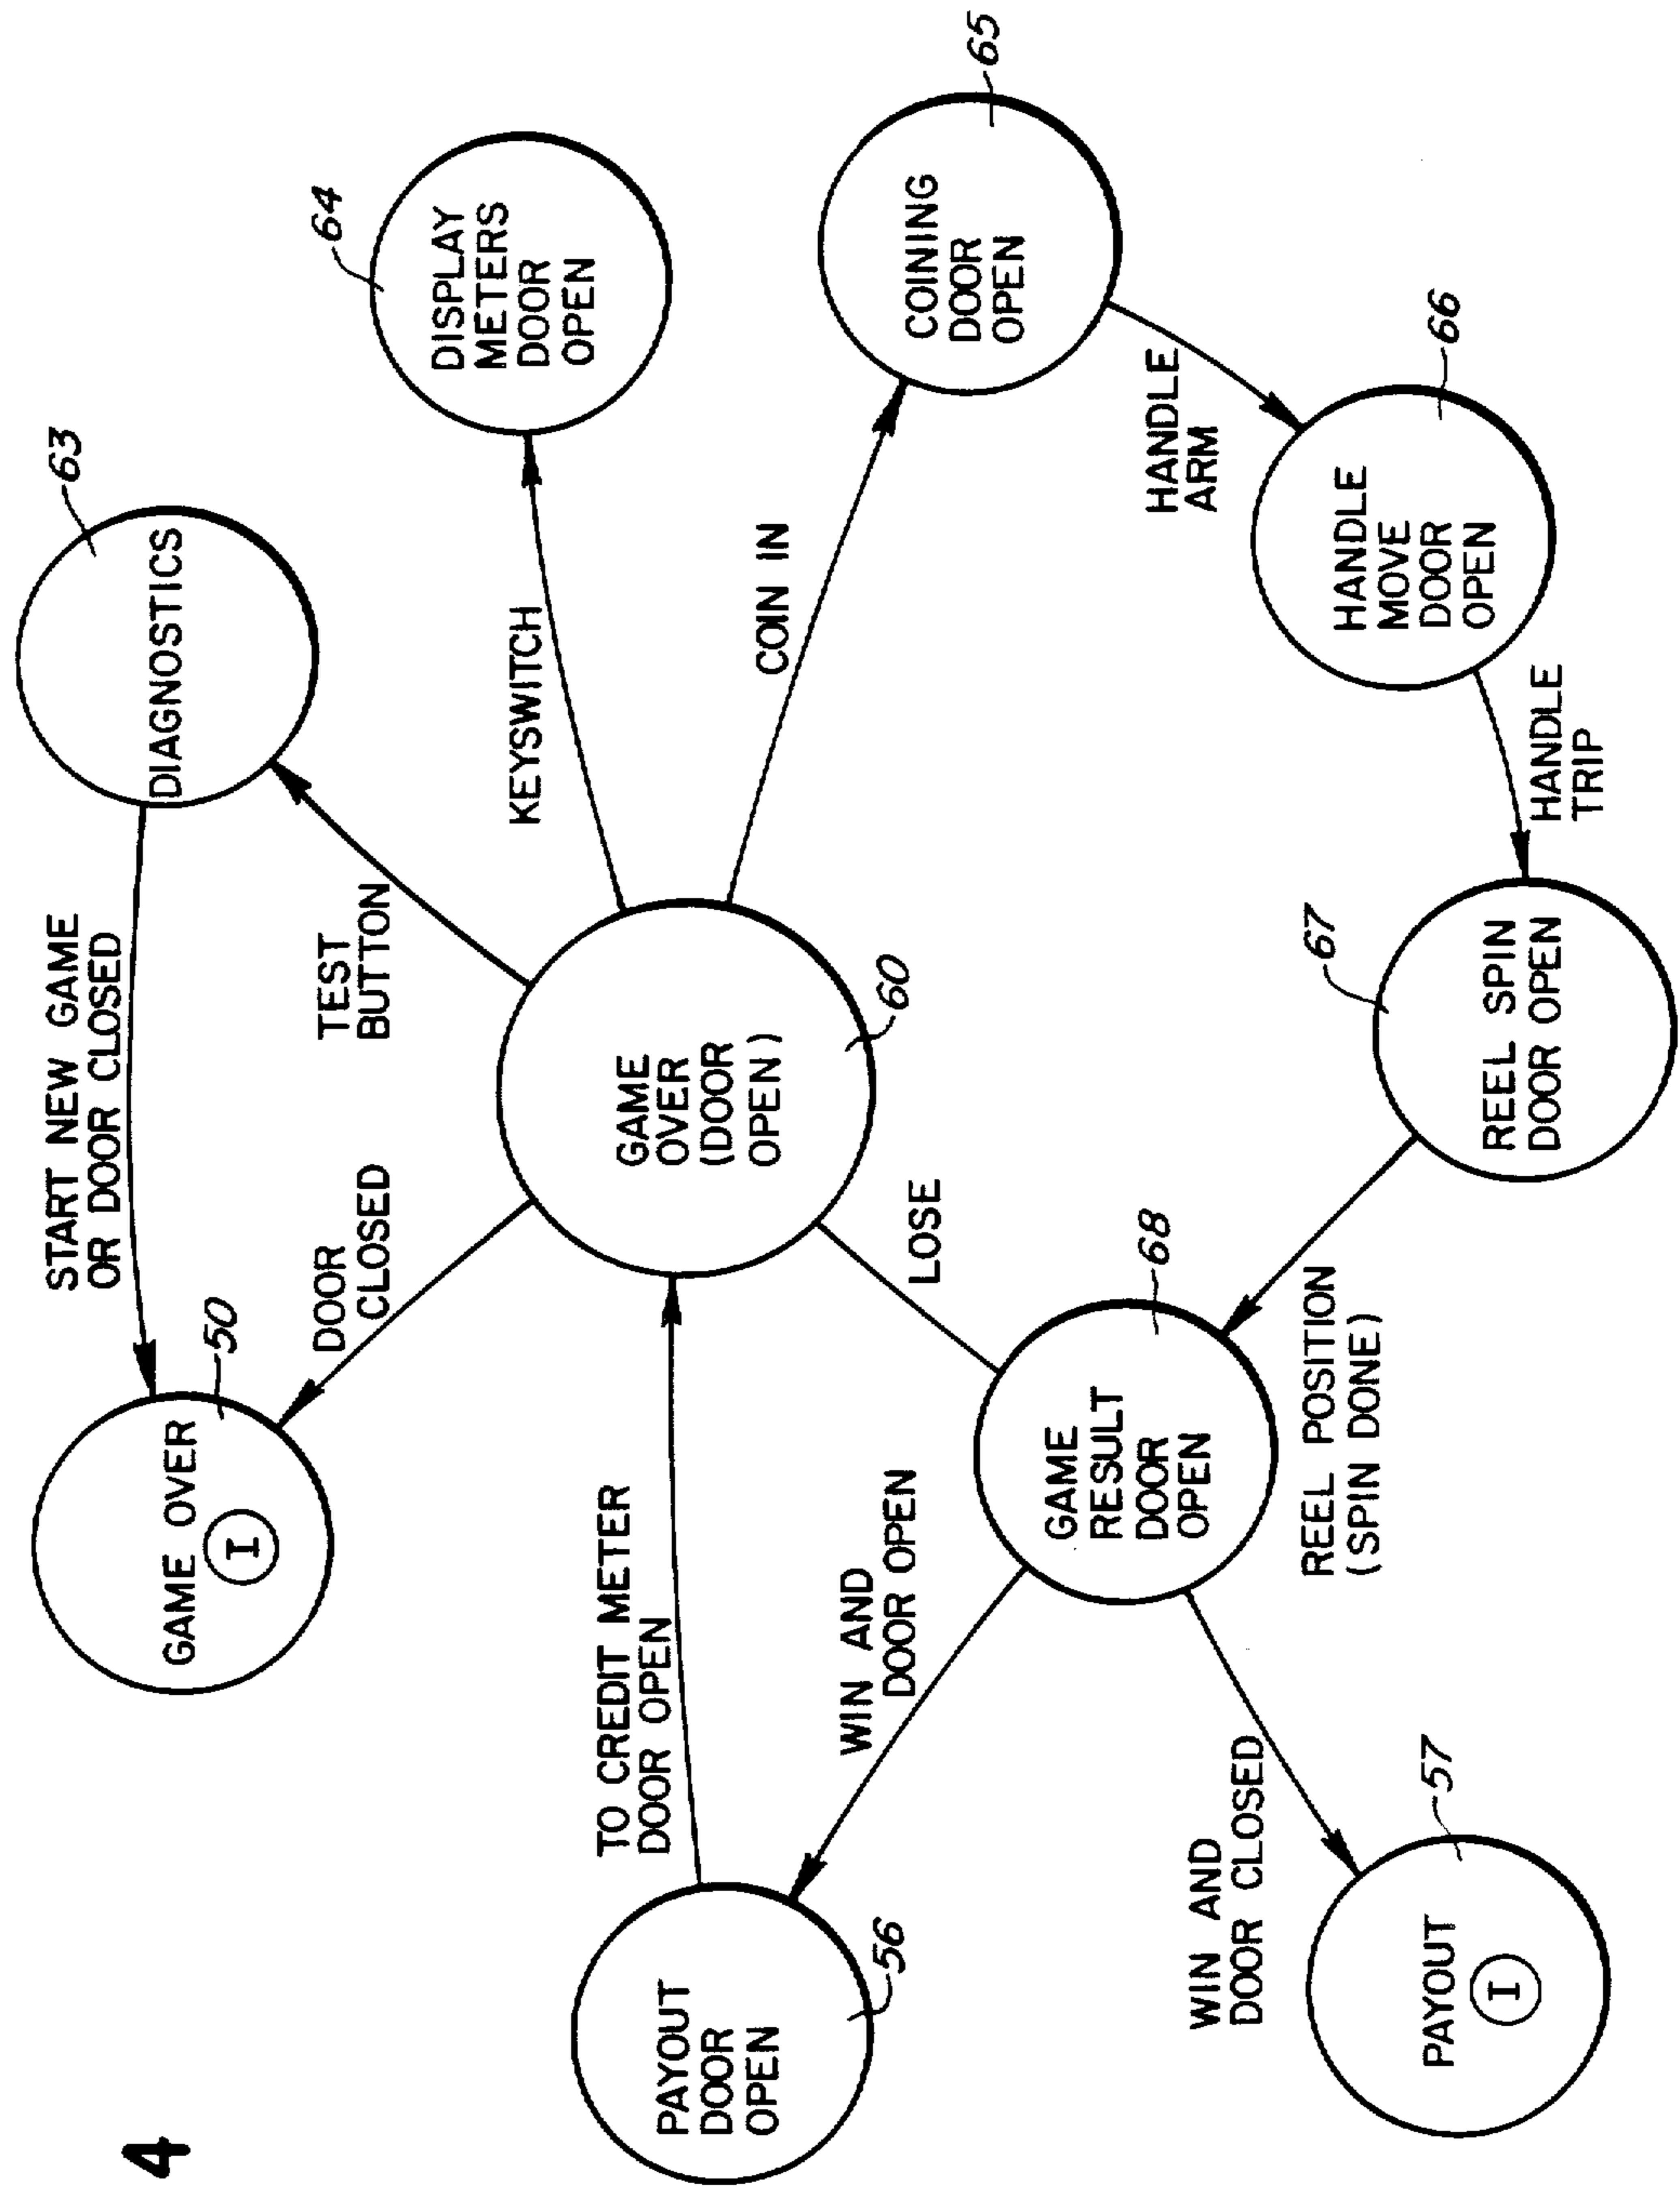 4
GAME OVER
I
50
START NEW GAME
OR DOOR CLOSED
DIAGNOSTICS
63
DOOR
CLOSED
TEST
BUTTON
KEYSWITCH
DISPLAY
METERS
DOOR
OPEN
64
GAME
OVER
(DOOR
OPEN)
60
COIN IN
COINING
DOOR
OPEN
65
HANDLE
ARM
HANDLE
MOVE
DOOR
OPEN
66
HANDLE
TRIP
REEL SPIN
DOOR OPEN
67
REEL POSITION
(SPIN DONE)
GAME
RESULT
DOOR
OPEN
68
LOSE
WIN AND
DOOR OPEN
TO CREDIT METER
DOOR OPEN
PAYOUT
DOOR
OPEN
56
WIN AND
DOOR CLOSED
PAYOUT
I
57